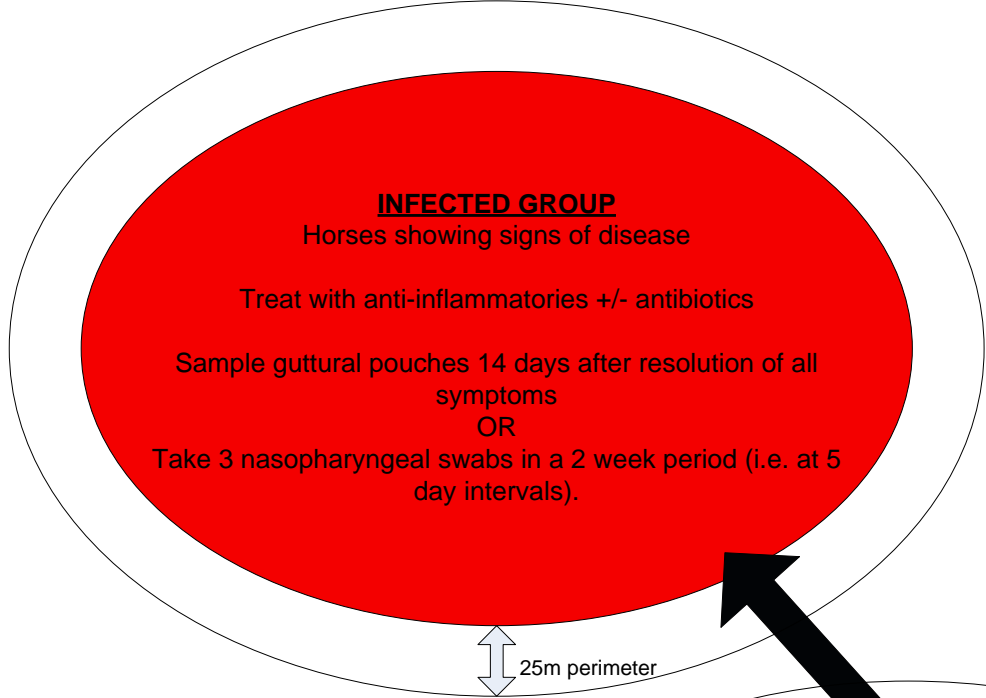 INFECTED GROUP
Horses showing signs of disease
Treat with anti-inflammatories +/- antibiotics
Sample guttural pouches 14 days after resolution of all
symptoms
OR
Take 3 nasopharyngeal swabs in a 2 week period (i.e. at 5
day intervals).
25m perimeter